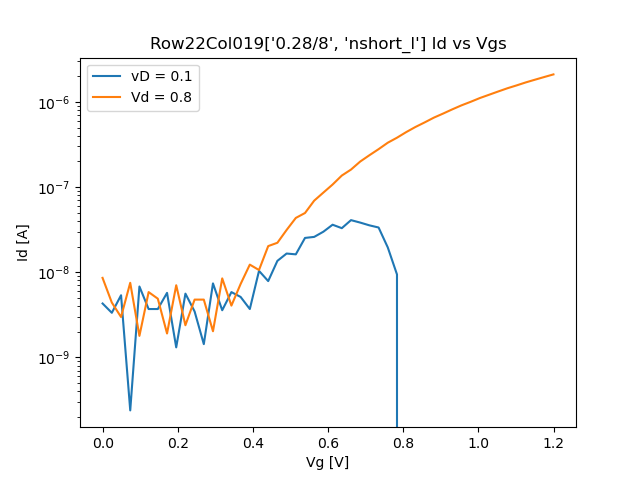 Row22Col019['0.28/8', 'nshort_l'] Id vs Vgs
vD = 0.1
Vd = 0.8
10⁻⁶
10⁻⁷
10⁻⁸
10⁻⁹
Id [A]
0.0 0.2 0.4 0.6 0.8 1.0 1.2
Vg [V]